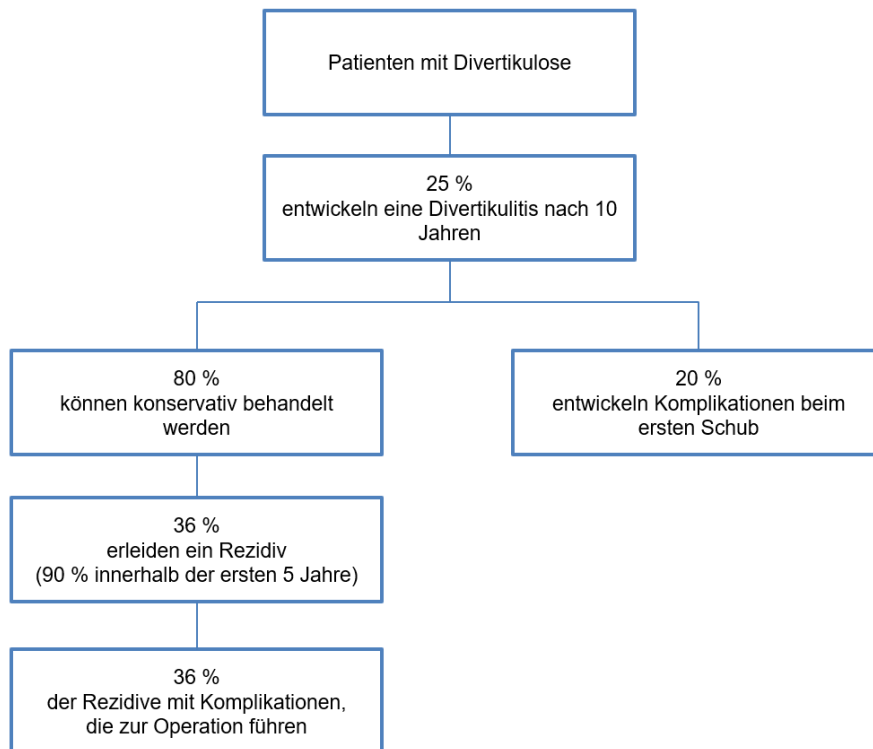 Patienten mit Divertikulose
25 %
entwickeln eine Divertikulitis nach 10
Jahren
80 %
können konservativ behandelt
werden
20 %
entwickeln Komplikationen beim
ersten Schub
36 %
erleiden ein Rezidiv
(90 % innerhalb der ersten 5 Jahre)
36 %
der Rezidive mit Komplikationen,
die zur Operation führen